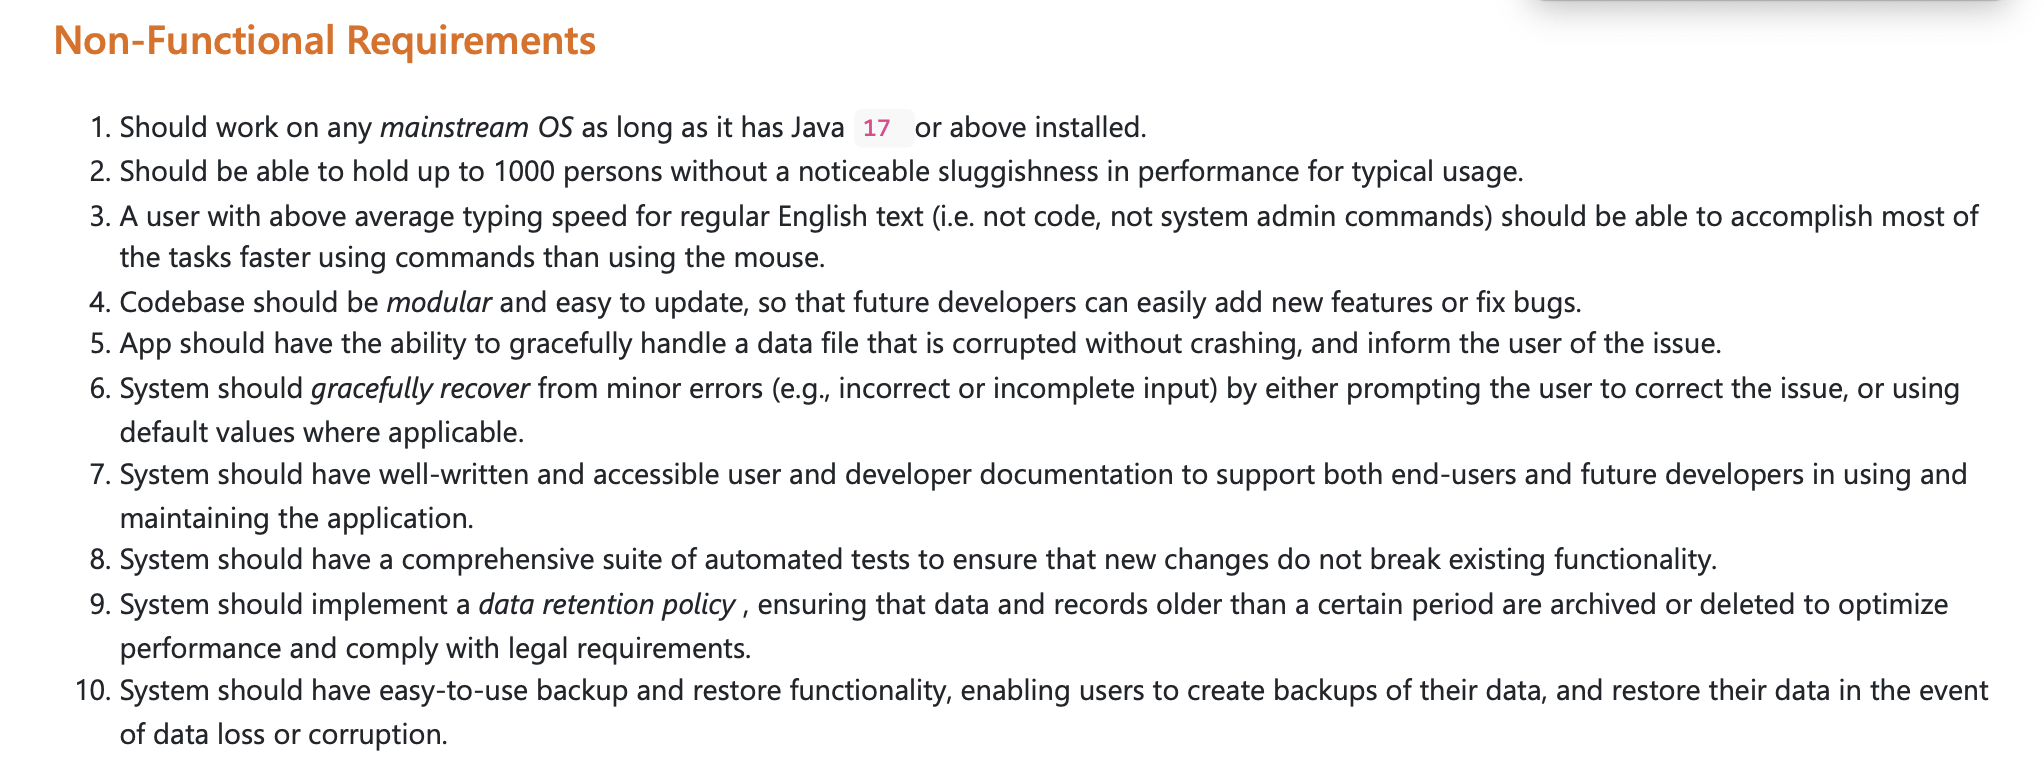 Non-Functional Requirements
1. Should work on any mainstream OS as long as it has Java 17 or above installed.
2. Should be able to hold up to 1000 persons without a noticeable sluggishness in performance for typical usage.
3. A user with above average typing speed for regular English text (i.e. not code, not system admin commands) should be able to accomplish most of
the tasks faster using commands than using the mouse.
4. Codebase should be modular and easy to update, so that future developers can easily add new features or fix bugs.
5. App should have the ability to gracefully handle a data file that is corrupted without crashing, and inform the user of the issue.
6. System should gracefully recover from minor errors (e.g., incorrect or incomplete input) by either prompting the user to correct the issue, or using
default values where applicable.
7. System should have well-written and accessible user and developer documentation to support both end-users and future developers in using and
maintaining the application.
8. System should have a comprehensive suite of automated tests to ensure that new changes do not break existing functionality.
9. System should implement a data retention policy , ensuring that data and records older than a certain period are archived or deleted to optimize
performance and comply with legal requirements.
10. System should have easy-to-use backup and restore functionality, enabling users to create backups of their data, and restore their data in the event
of data loss or corruption.